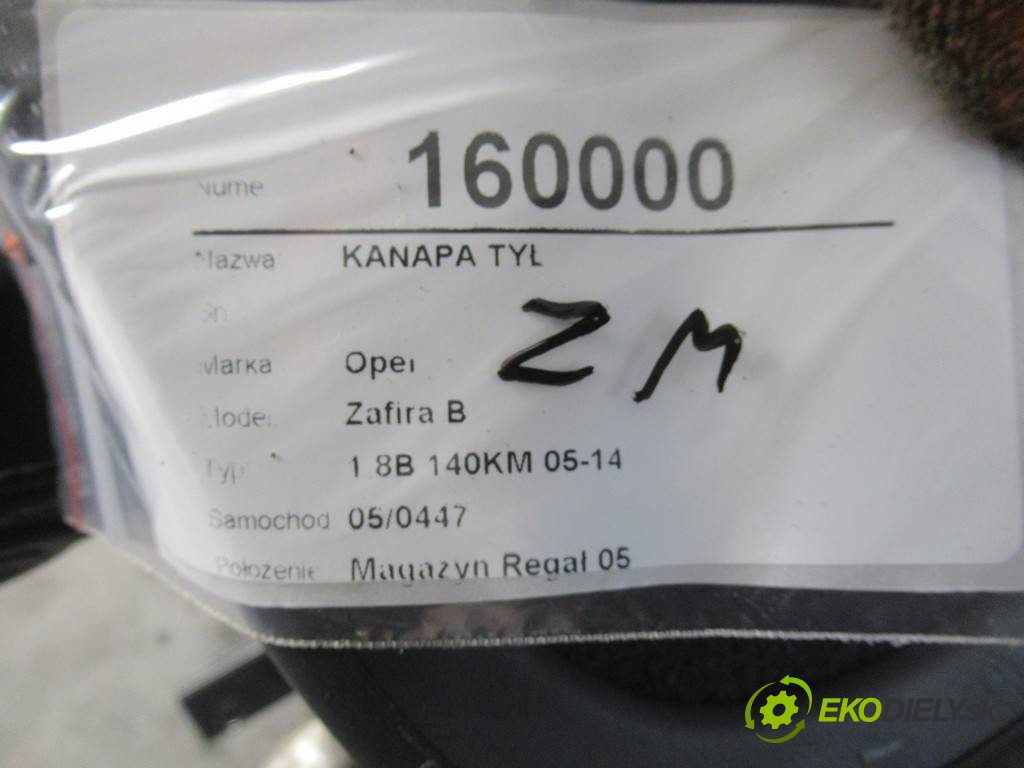 Nume 160000
Nazwa KANAPA TYŁ
Sn
Marka Opel
Z M
Model Zafira B
Typ 1 8B 140KM 05-14
Samochod 05/0447
Położenie Magazyn Regał 05
EKODIELY.sk